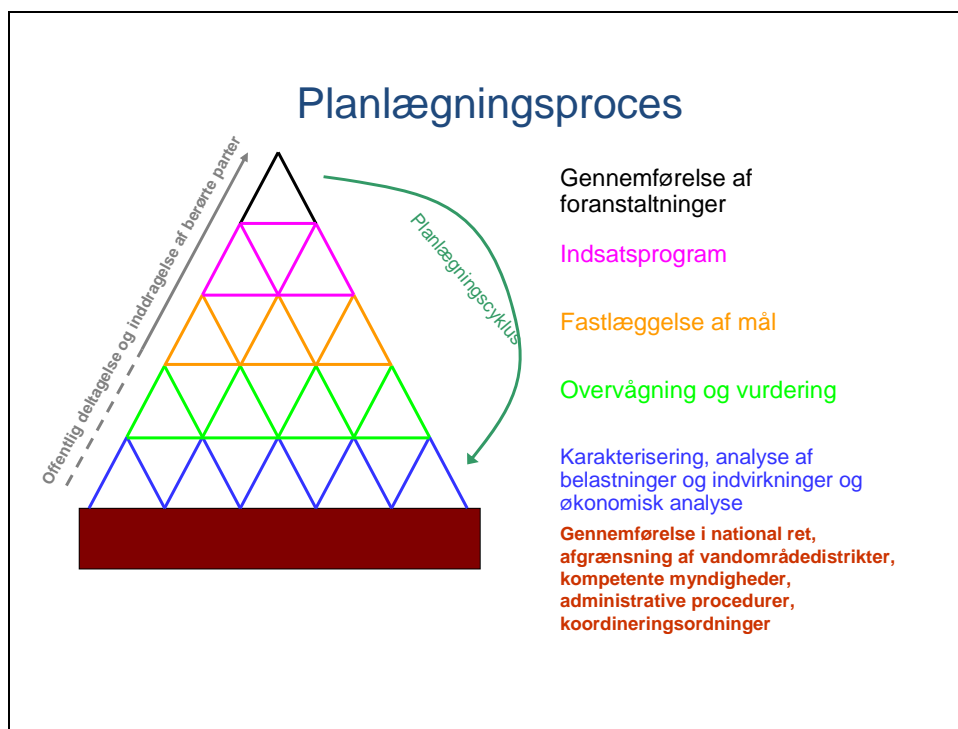 Planlægningsproces
Offentlig deltagelse og inddragelse af berørte parter
Planlægningscyklus
Gennemførelse af
foranstaltninger
Indsatsprogram
Fastlæggelse af mål
Overvågning og vurdering
Karakterisering, analyse af
belastninger og indvirkninger og
økonomisk analyse
Gennemførelse i national ret,
afgrænsning af vandområdedistrikter,
kompetente myndigheder,
administrative procedurer,
koordineringsordninger